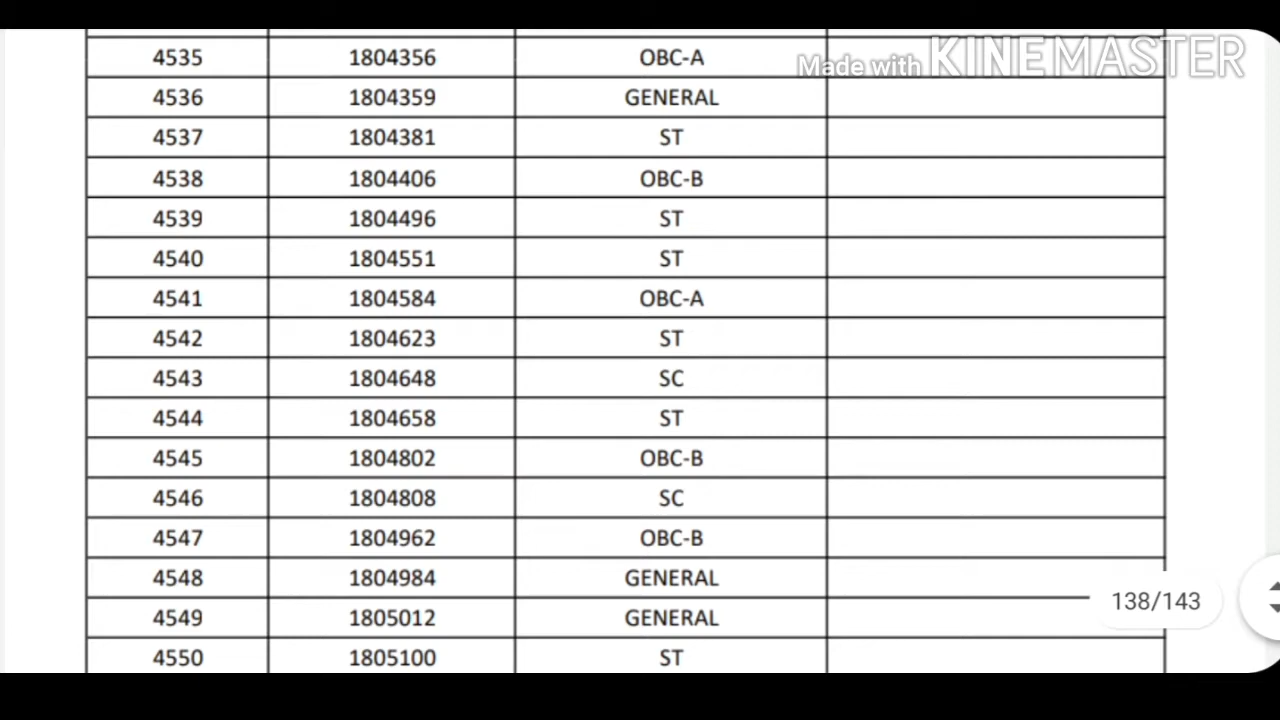 4535 1804356 OBC-A
Made with KINEMASTER
4536 1804359 GENERAL
4537 1804381 ST
4538 1804406 OBC-B
4539 1804496 ST
4540 1804551 ST
4541 1804584 OBC-A
4542 1804623 ST
4543 1804648 SC
4544 1804658 ST
4545 1804802 OBC-B
4546 1804808 SC
4547 1804962 OBC-B
4548 1804984 GENERAL
138/143
4549 1805012 GENERAL
4550 1805100 ST